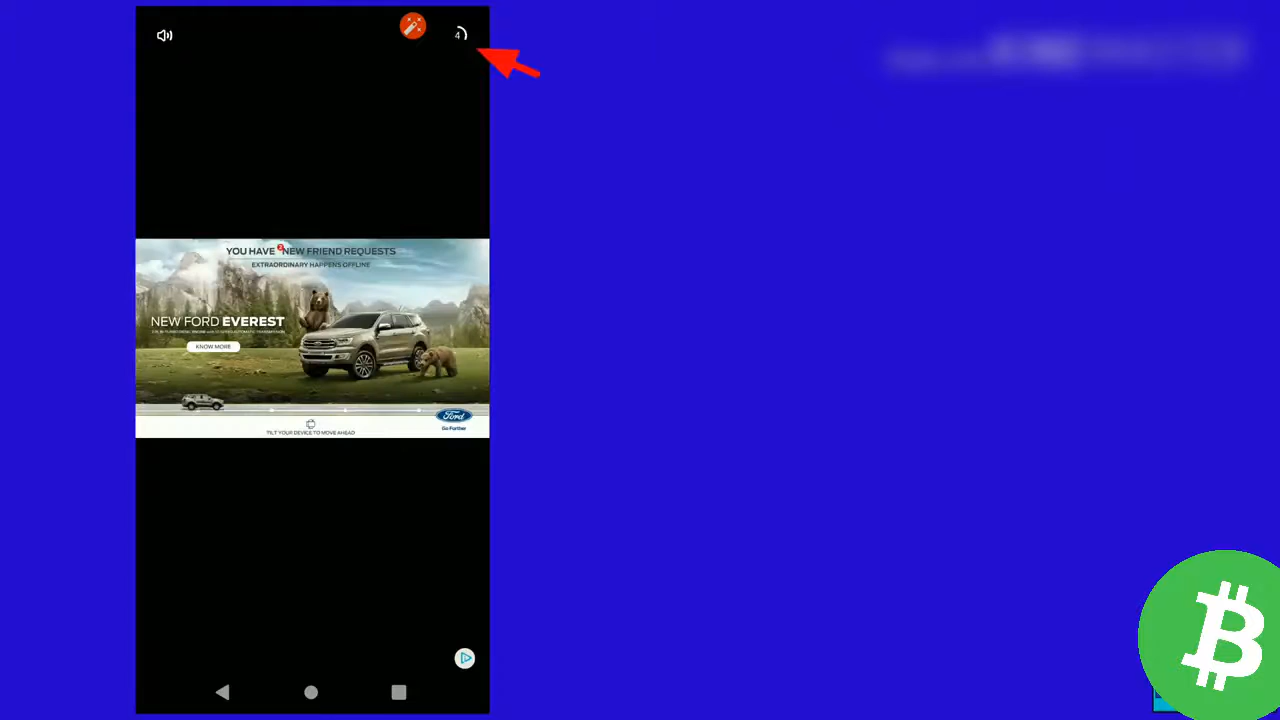 4
YOU HAVE 2 NEW FRIEND REQUESTS
EXTRAORDINARY HAPPENS OFFLINE
NEW FORD EVEREST
KNOW MORE
Ford
Go Further
TILT YOUR DEVICE TO MOVE AHEAD